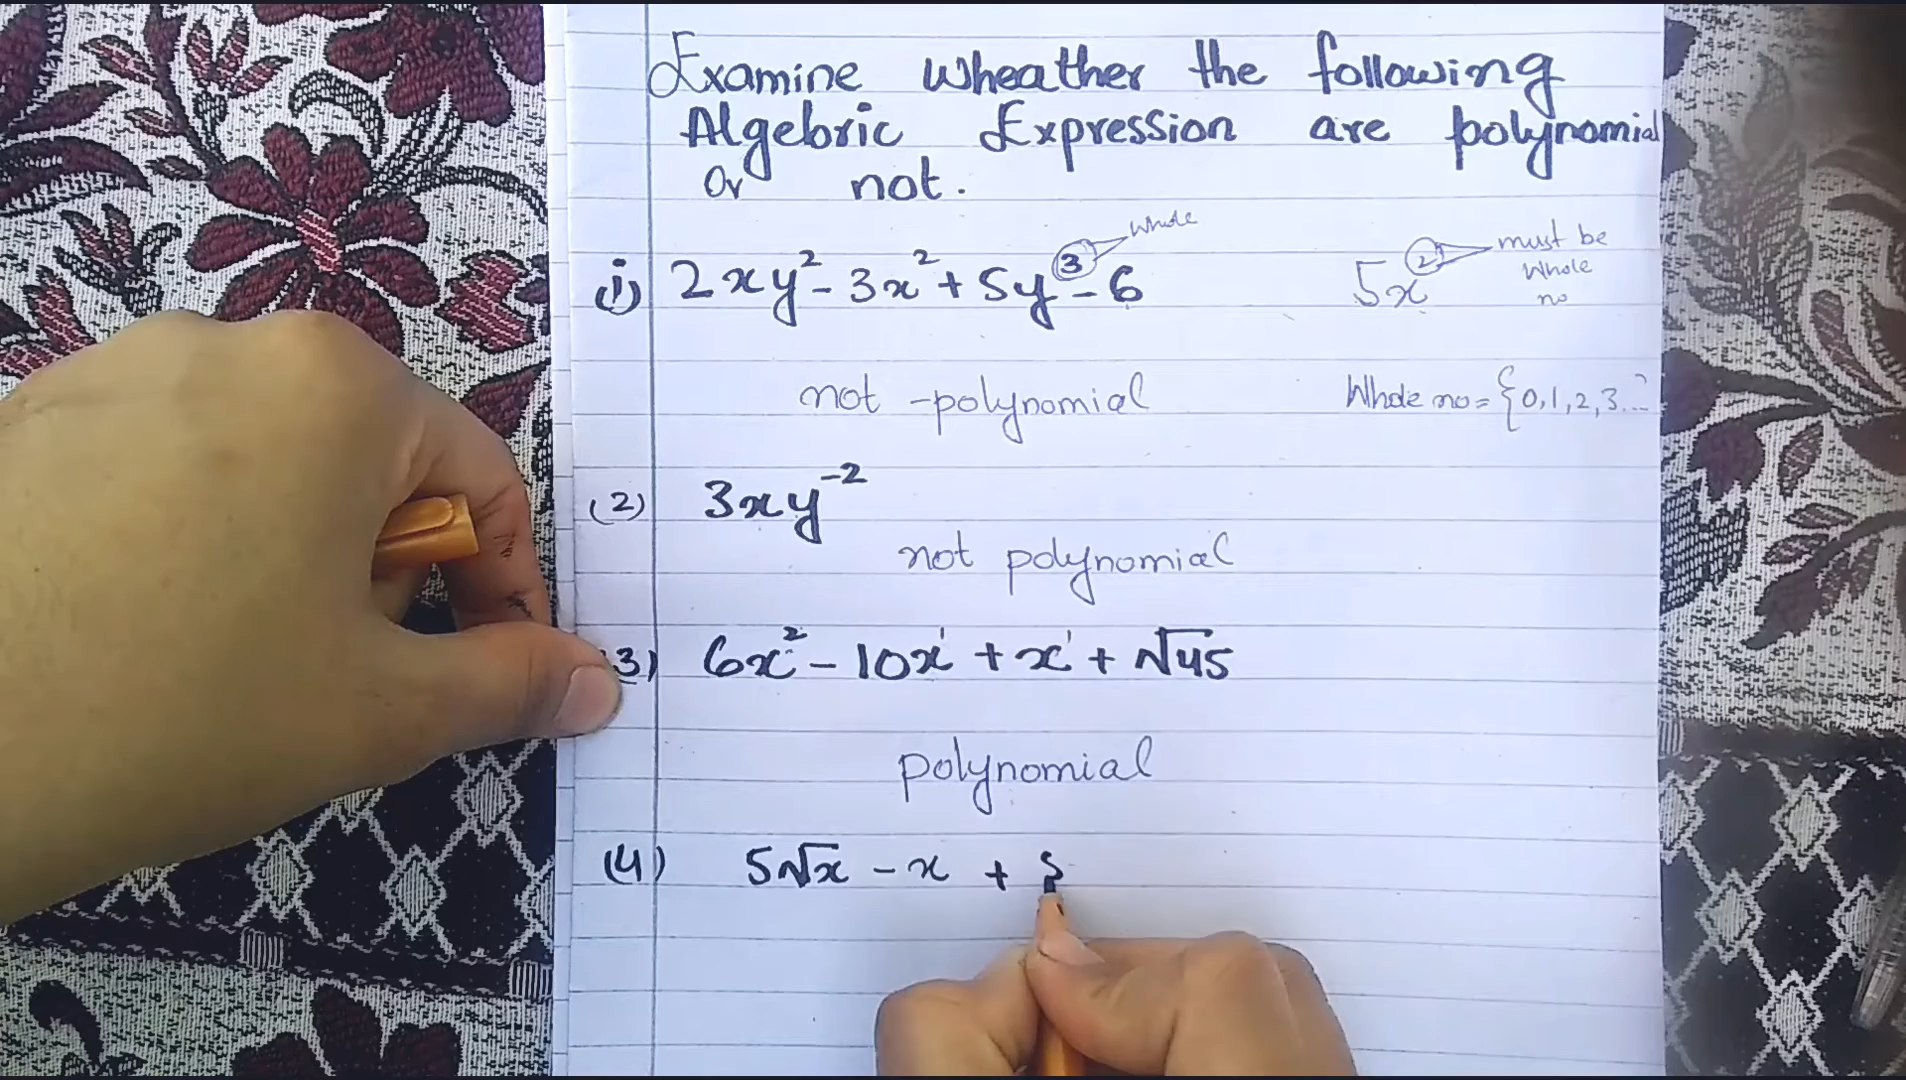 Examine Wheather the following
Algebric Expression are polynomial
Or not.
(i) 2xy² - 3x² + 5y³ - 6
Whole
5x²
must be
Whole
no
not -polynomial
Whole no = {0,1,2,3...
(2) 3xy⁻²
not polynomial
3) 6x² - 10x¹ + x¹ + √45
polynomial
(4) 5√x - x +